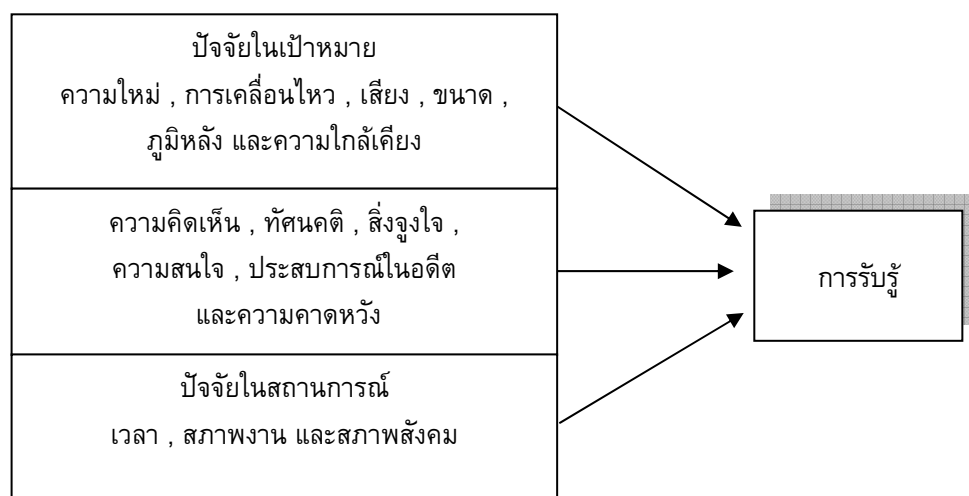 ปัจจัยในเป้าหมาย
ความใหม่ , การเคลื่อนไหว , เสียง , ขนาด ,
ภูมิหลัง และความใกล้เคียง
ความคิดเห็น , ทัศนคติ , สิ่งจูงใจ ,
ความสนใจ , ประสบการณ์ในอดีต
และความคาดหวัง
ปัจจัยในสถานการณ์
เวลา , สภาพงาน และสภาพสังคม
การรับรู้